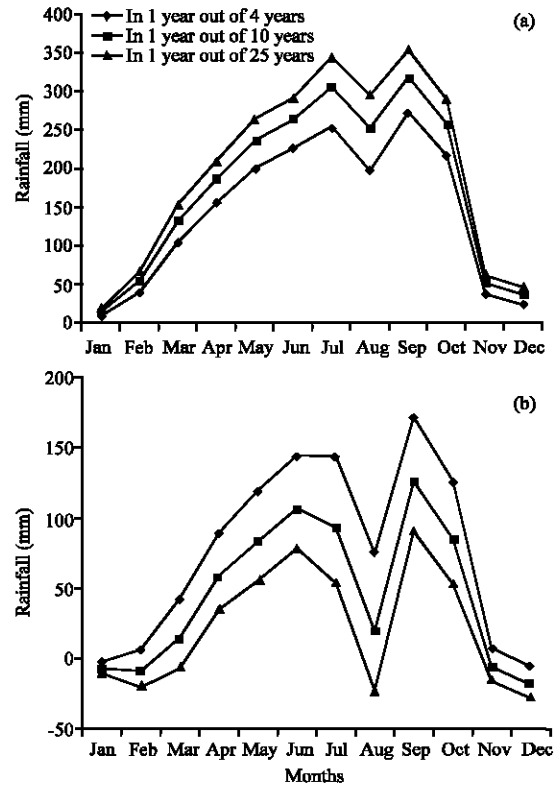 (a)
In 1 year out of 4 years
In 1 year out of 10 years
In 1 year out of 25 years
Rainfall (mm)
400
350
300
250
200
150
100
50
0
Jan Feb Mar Apr May Jun Jul Aug Sep Oct Nov Dec
(b)
Rainfall (mm)
200
150
100
50
0
-50
Jan Feb Mar Apr May Jun Jul Aug Sep Oct Nov Dec
Months